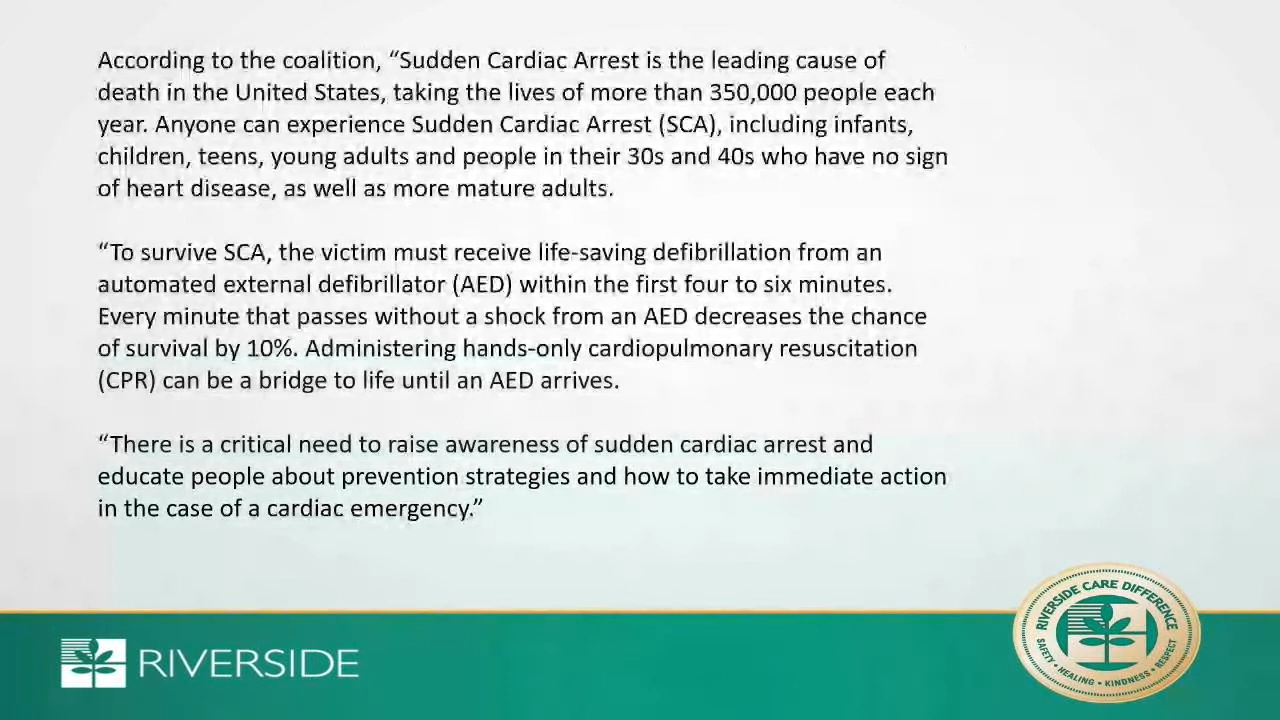 According to the coalition, “Sudden Cardiac Arrest is the leading cause of
death in the United States, taking the lives of more than 350,000 people each
year. Anyone can experience Sudden Cardiac Arrest (SCA), including infants,
children, teens, young adults and people in their 30s and 40s who have no sign
of heart disease, as well as more mature adults.
“To survive SCA, the victim must receive life-saving defibrillation from an
automated external defibrillator (AED) within the first four to six minutes.
Every minute that passes without a shock from an AED decreases the chance
of survival by 10%. Administering hands-only cardiopulmonary resuscitation
(CPR) can be a bridge to life until an AED arrives.
“There is a critical need to raise awareness of sudden cardiac arrest and
educate people about prevention strategies and how to take immediate action
in the case of a cardiac emergency.”
RIVERSIDE
RIVERSIDE CARE DIFFERENCE
SAFETY • HEALING • KINDNESS • RESPECT